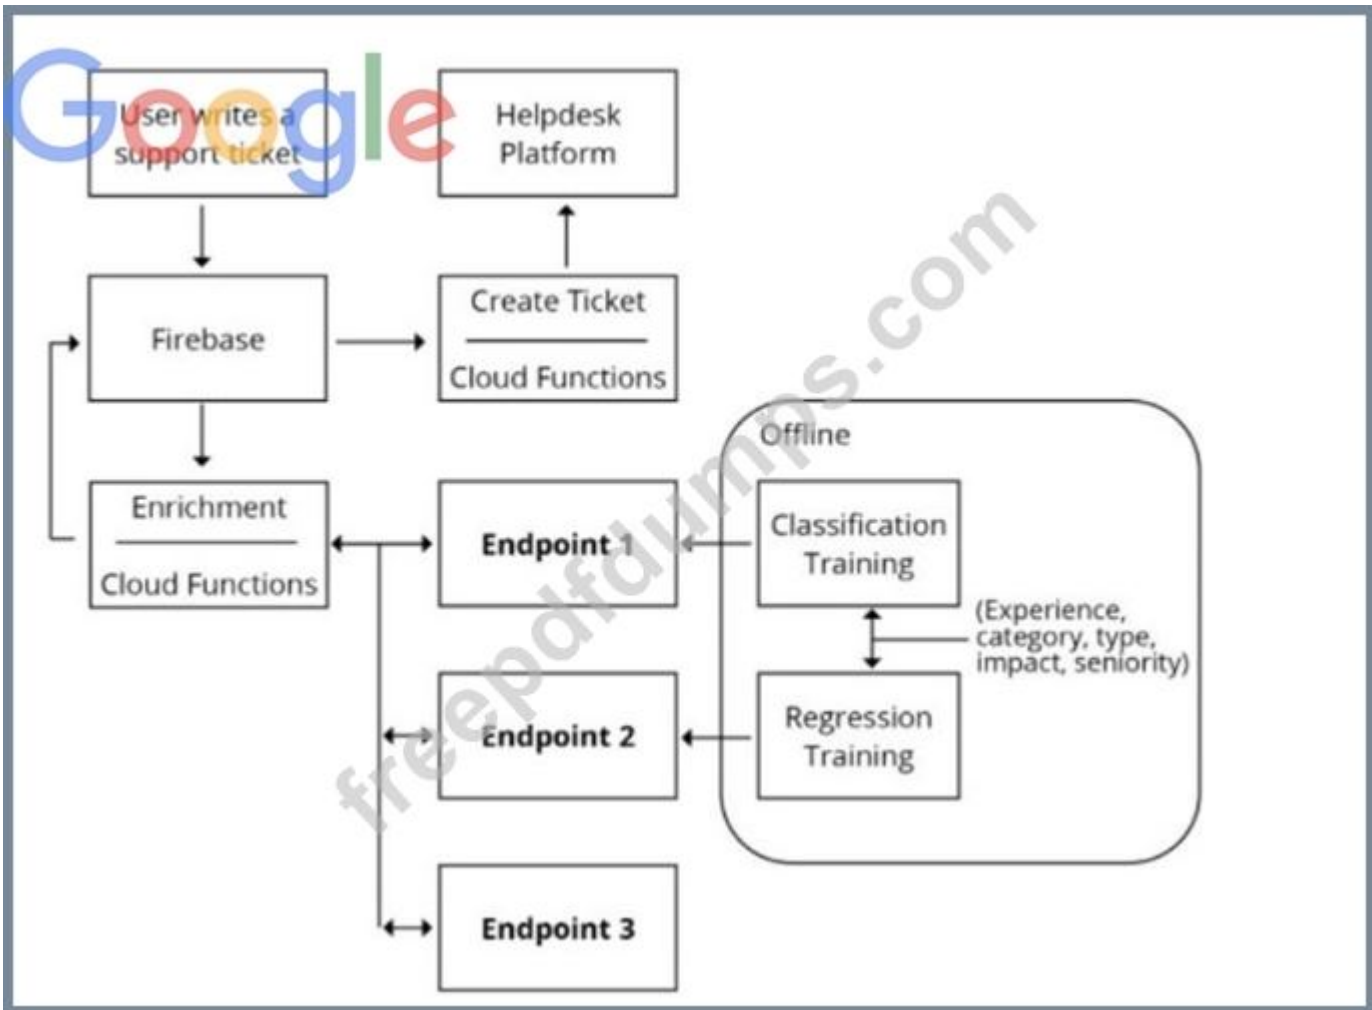 Google
User writes a
support ticket
Helpdesk
Platform
Firebase
Create Ticket
Cloud Functions
Enrichment
Cloud Functions
Offline
Endpoint 1
Classification
Training
(Experience,
category, type,
impact, seniority)
Endpoint 2
Regression
Training
Endpoint 3
freepdfdumps.com